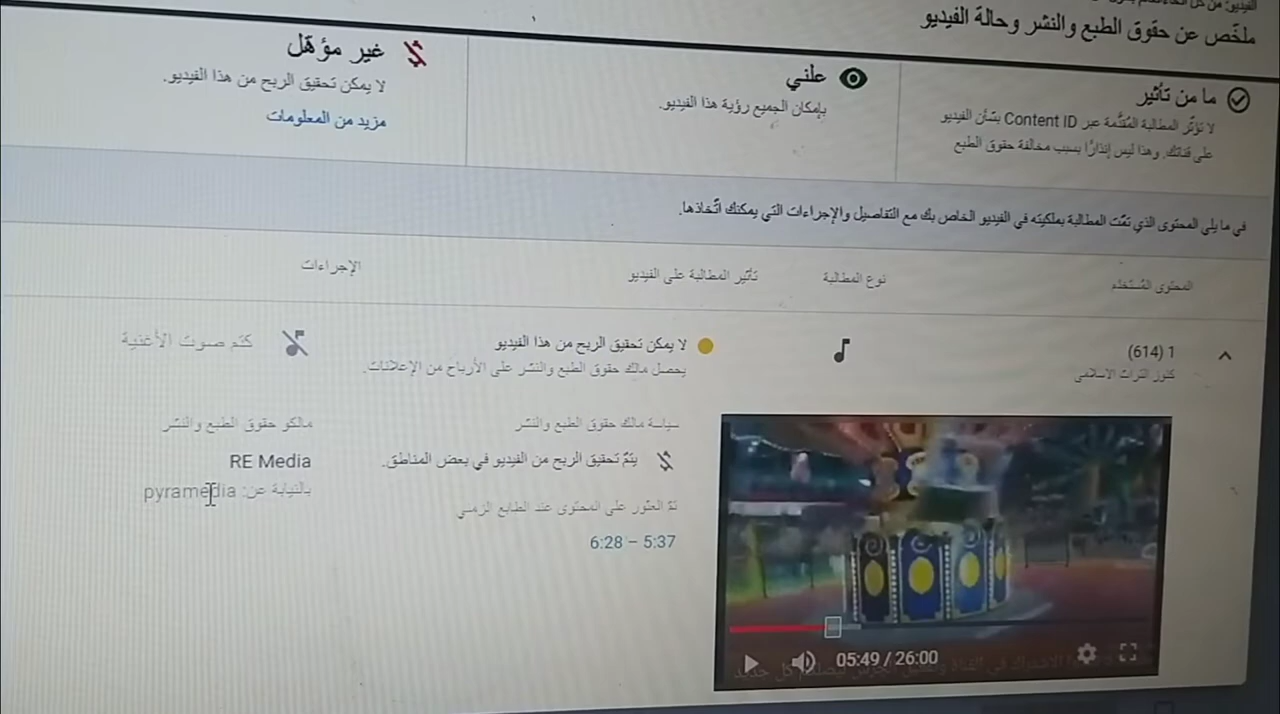 ملخّص عن حقوق الطبع والنشر وحالة الفيديو
ما من تأثير
لا تؤثّر المطالبة المُقدَّمة عبر Content ID بشأن الفيديو
على قناتك. وهذا ليس إنذارًا بسبب مخالفة حقوق الطبع
علني
بإمكان الجميع رؤية هذا الفيديو.
غير مؤهّل
لا يمكن تحقيق الربح من هذا الفيديو.
مزيد من المعلومات
في ما يلي المحتوى الذي تمّت المطالبة بملكيته في الفيديو الخاص بك مع التفاصيل والإجراءات التي يمكنك اتّخاذها.
المحتوى المُستخدَم
نوع المطالبة
تأثير المطالبة على الفيديو
الإجراءات
1 (614)
كنوز التراث الاسلامى
لا يمكن تحقيق الربح من هذا الفيديو
يحصل مالك حقوق الطبع والنشر على الأرباح من الإعلانات.
كتم صوت الأغنية
سياسة مالك حقوق الطبع والنشر
يتمّ تحقيق الربح من الفيديو في بعض المناطق.
تمّ العثور على المحتوى عند الطابع الزمني
5:37 – 6:28
مالكو حقوق الطبع والنشر
RE Media
بالنيابة عن: pyramedia
05:49 / 26:00